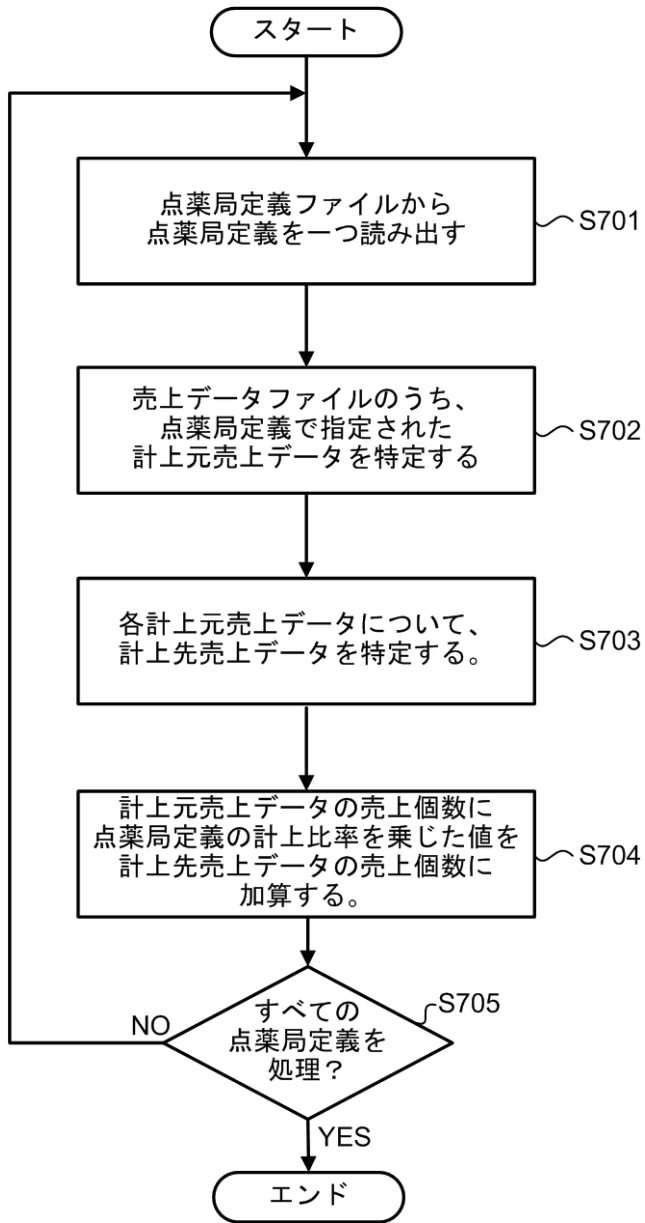 スタート
点薬局定義ファイルから
点薬局定義を一つ読み出す
S701
売上データファイルのうち、
点薬局定義で指定された
計上元売上データを特定する
S702
各計上元売上データについて、
計上先売上データを特定する。
S703
計上元売上データの売上個数に
点薬局定義の計上比率を乗じた値を
計上先売上データの売上個数に
加算する。
S704
すべての
点薬局定義を
処理？
S705
NO
YES
エンド